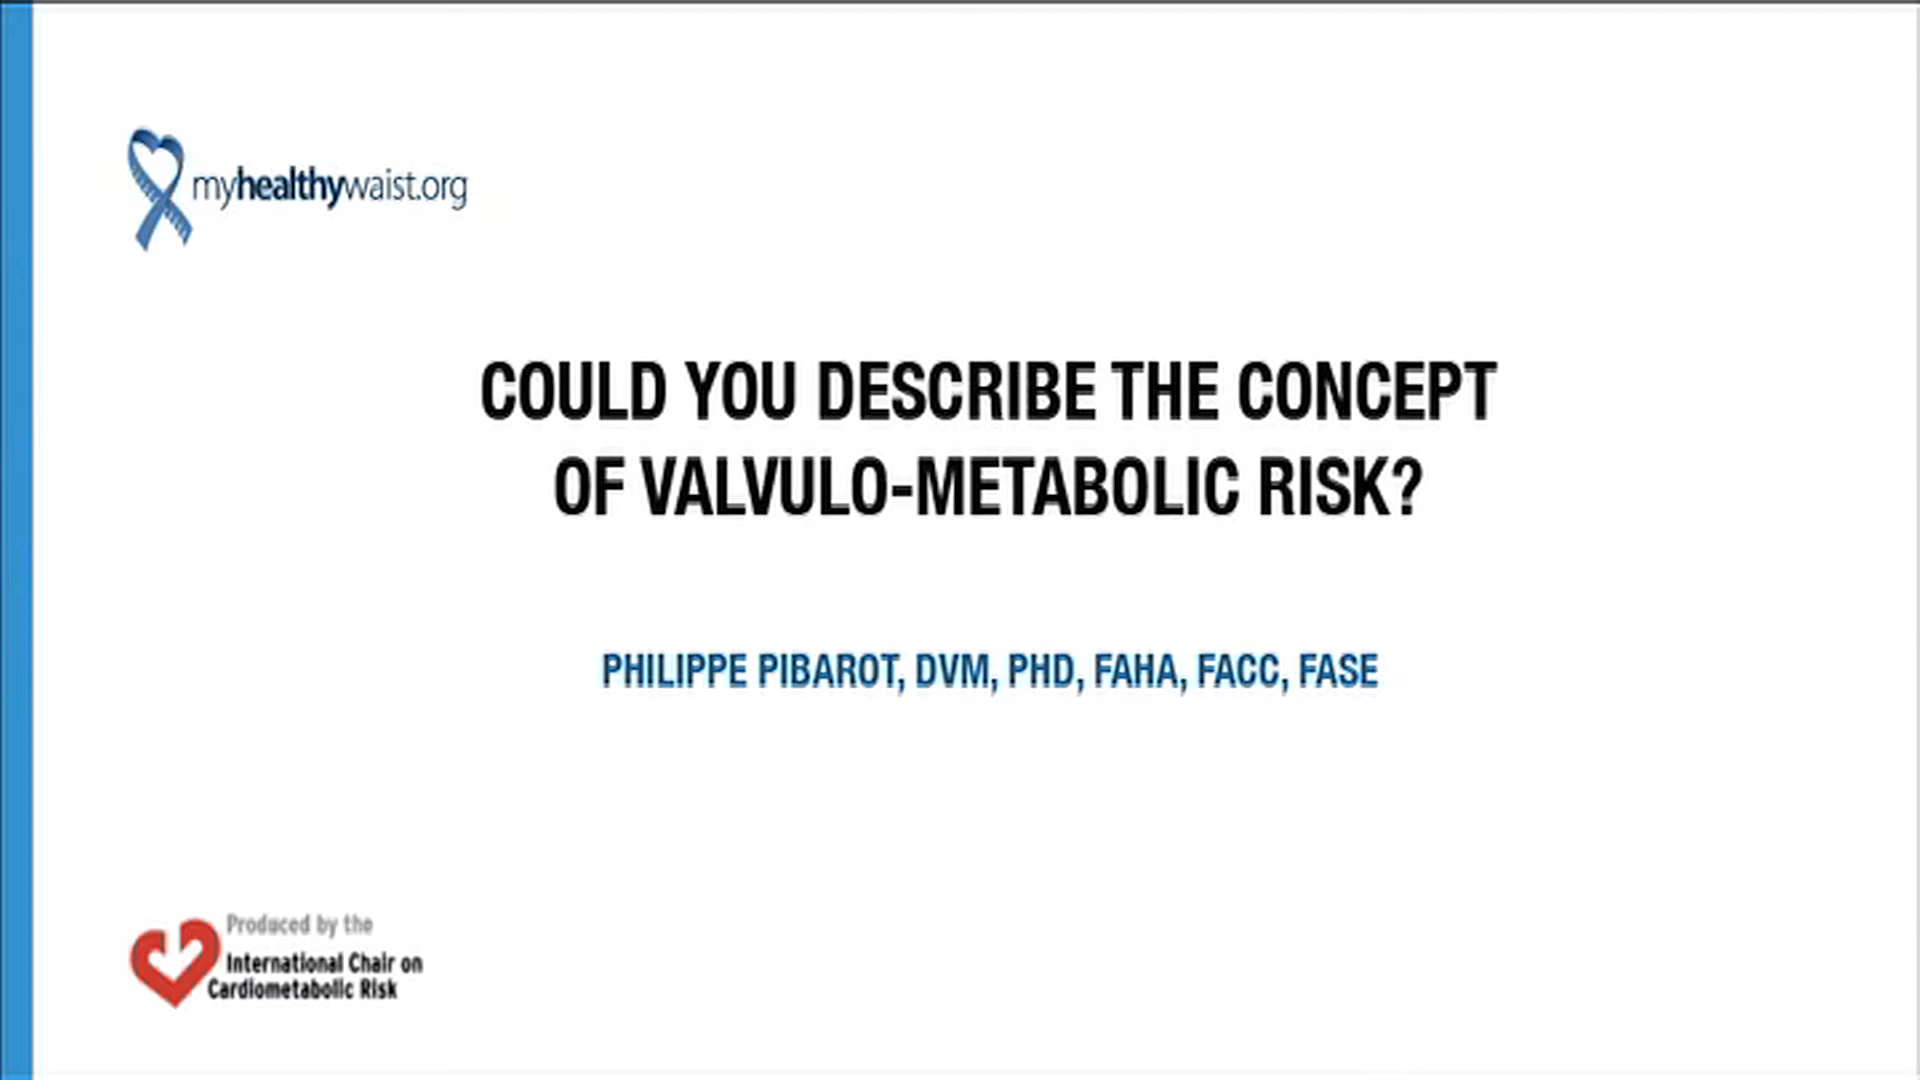 myhealthywaist.org
COULD YOU DESCRIBE THE CONCEPT
OF VALVULO-METABOLIC RISK?
PHILIPPE PIBAROT, DVM, PHD, FAHA, FACC, FASE
Produced by the
International Chair on
Cardiometabolic Risk